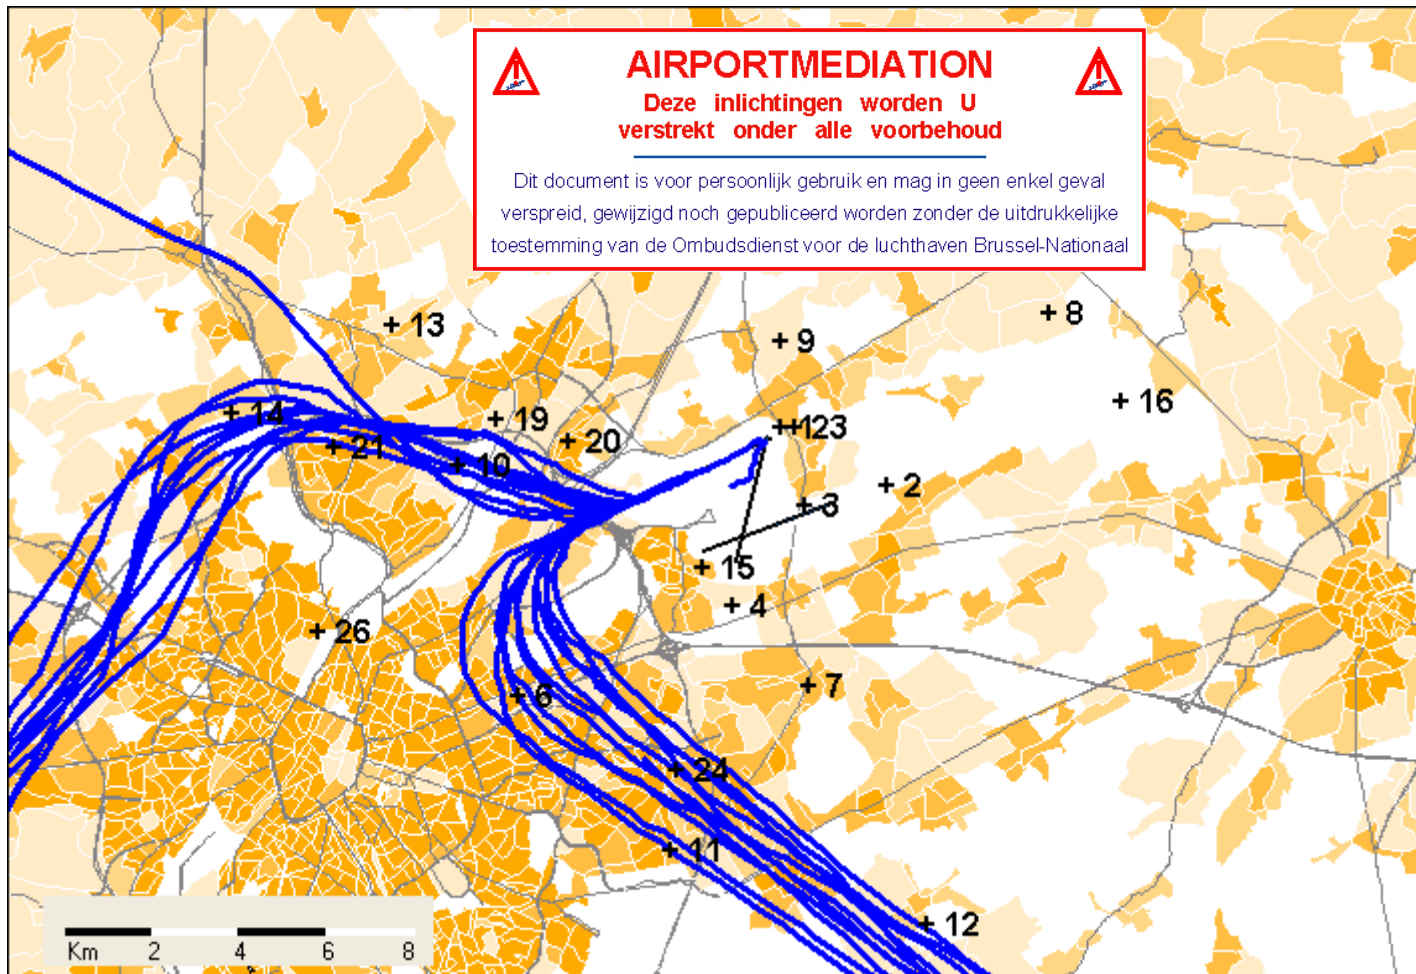 AIRPORTMEDIATION
Deze inlichtingen worden U
verstrekt onder alle voorbehoud
Dit document is voor persoonlijk gebruik en mag in geen enkel geval
verspreid, gewijzigd noch gepubliceerd worden zonder de uitdrukkelijke
toestemming van de Ombudsdienst voor de luchthaven Brussel-Nationaal
+ 8
+ 13
+ 9
+ 16
+ 14
+ 19
++123
+ 20
+ 21
+ 10
+ 2
+ 3
+ 15
+ 4
+ 26
+ 7
+ 6
+ 24
+ 11
+ 12
Km 2 4 6 8